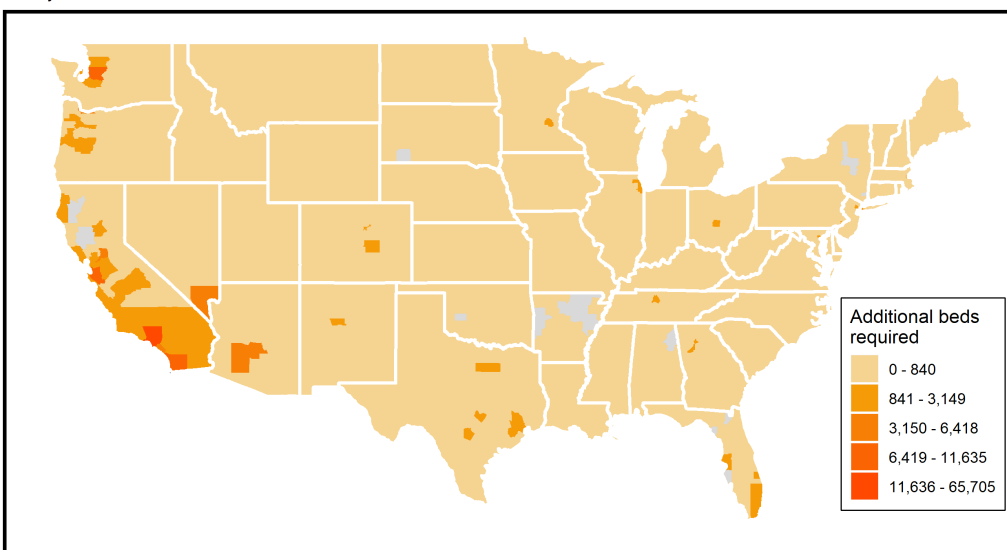 Additional beds
required
0 - 840
841 - 3,149
3,150 - 6,418
6,419 - 11,635
11,636 - 65,705